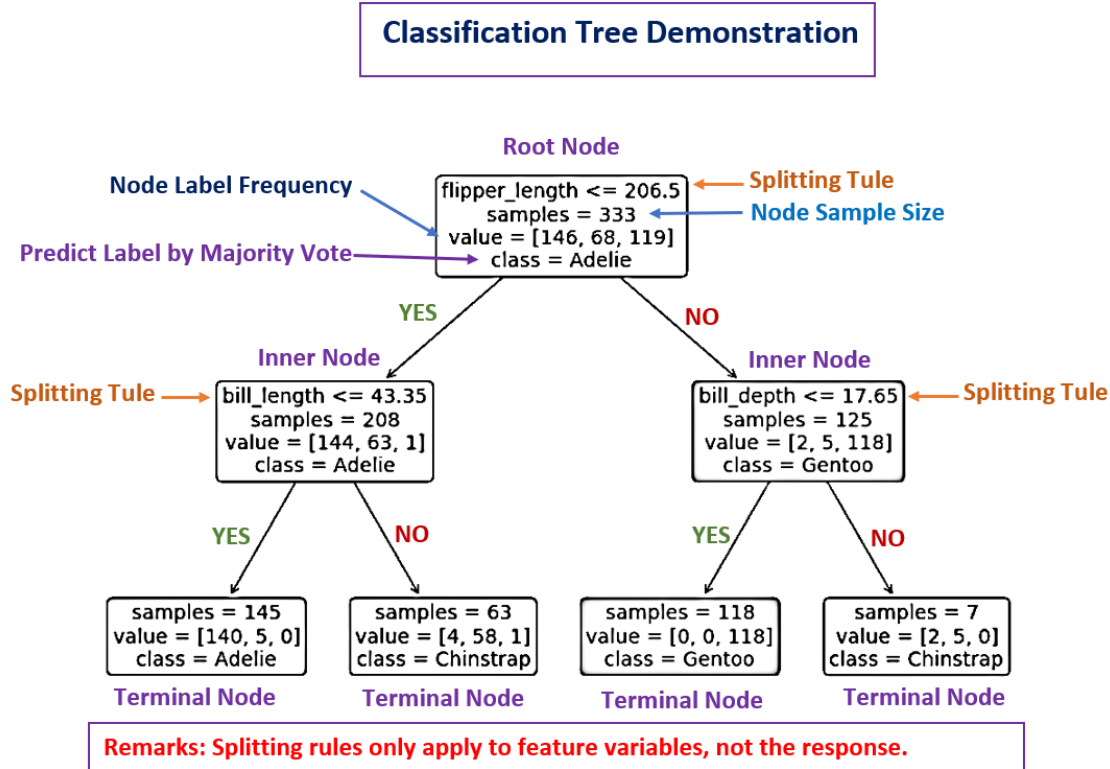 Classification Tree Demonstration
Root Node
Node Label Frequency
flipper_length <= 206.5
Splitting Tule
samples = 333
Node Sample Size
value = [146, 68, 119]
Predict Label by Majority Vote
class = Adelie
YES
NO
Inner Node
Inner Node
Splitting Tule
bill_length <= 43.35
samples = 208
value = [144, 63, 1]
class = Adelie
bill_depth <= 17.65
samples = 125
value = [2, 5, 118]
class = Gentoo
Splitting Tule
YES
NO
YES
NO
samples = 145
value = [140, 5, 0]
class = Adelie
Terminal Node
samples = 63
value = [4, 58, 1]
class = Chinstrap
Terminal Node
samples = 118
value = [0, 0, 118]
class = Gentoo
Terminal Node
samples = 7
value = [2, 5, 0]
class = Chinstrap
Terminal Node
Remarks: Splitting rules only apply to feature variables, not the response.